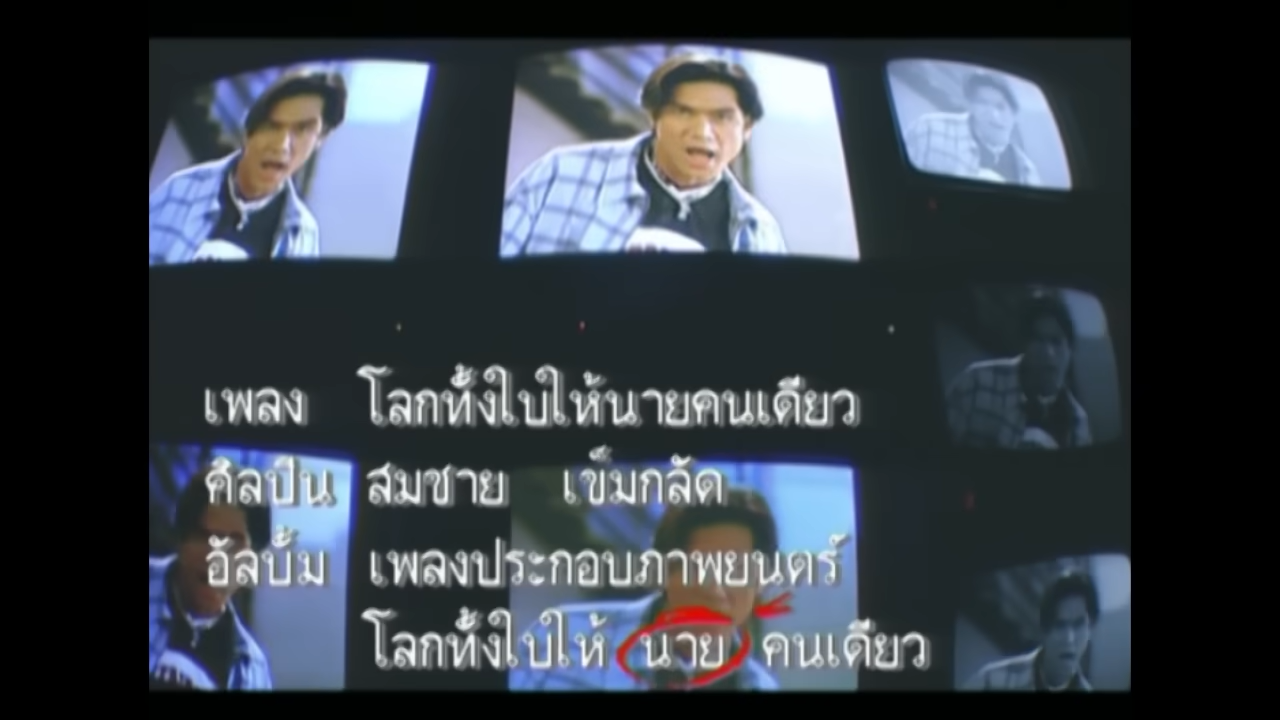 เพลง โลกทั้งใบให้นายคนเดียว
ศิลปิน สมชาย เข็มกลัด
อัลบั้ม เพลงประกอบภาพยนตร์
โลกทั้งใบให้ นาย คนเดียว